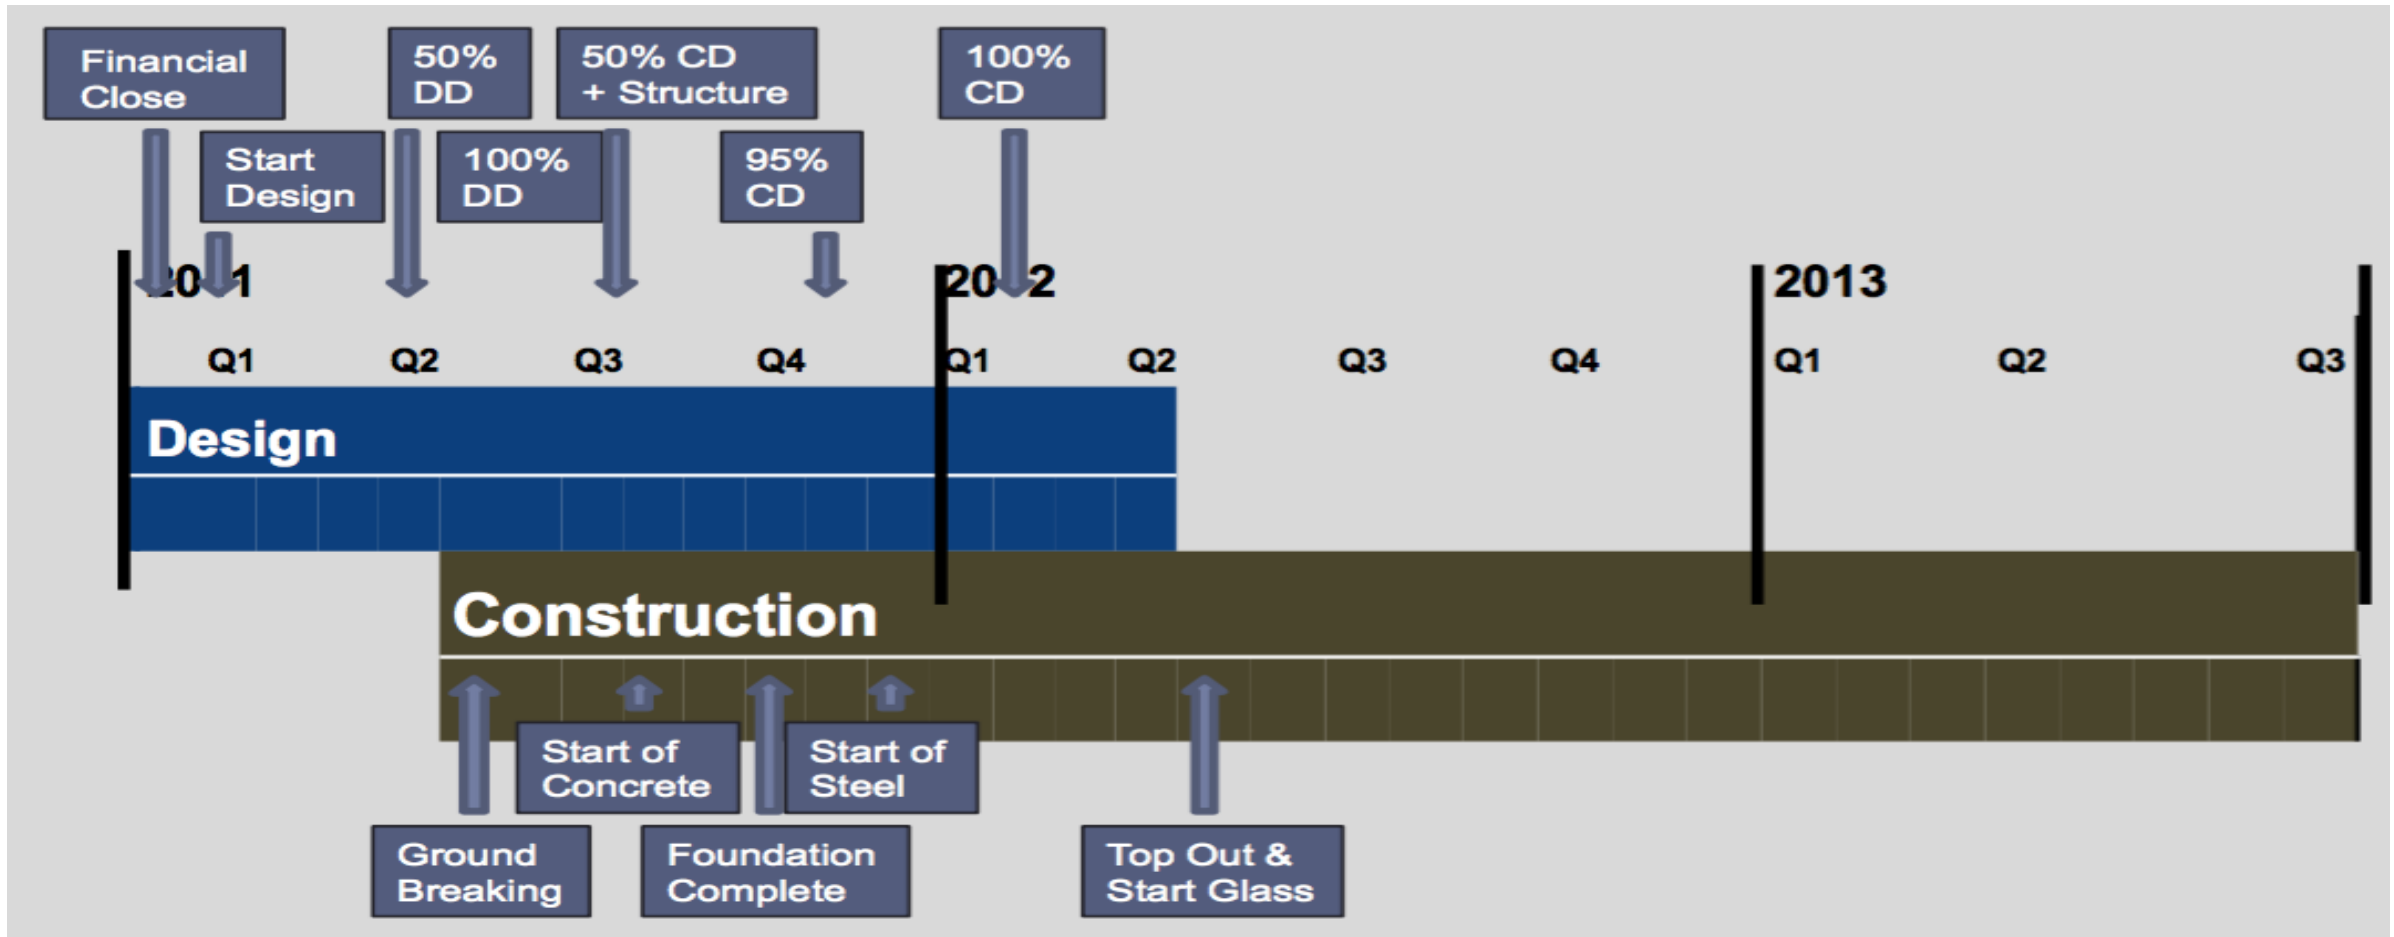 Financial
Close
50%
DD
50% CD
+ Structure
100%
CD
Start
Design
100%
DD
95%
CD
2013
Q1
Q2
Q3
Q4
Q1
Q2
Q3
Q4
Q1
Q2
Q3
Design
Construction
Start of
Concrete
Start of
Steel
Ground
Breaking
Foundation
Complete
Top Out &
Start Glass